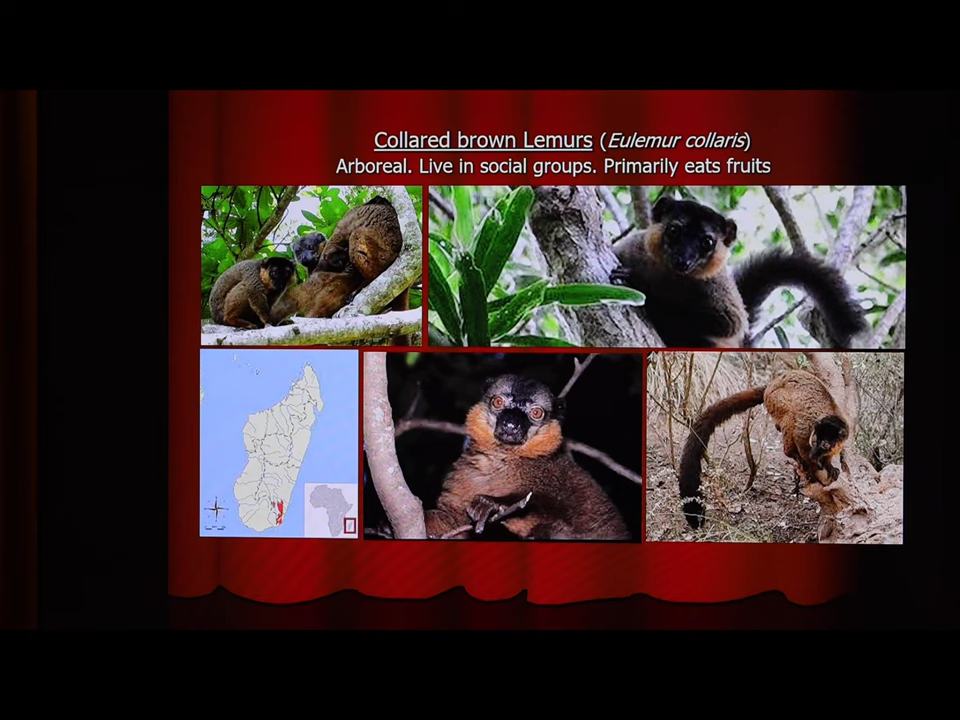 Collared brown Lemurs (Eulemur collaris)
Arboreal. Live in social groups. Primarily eats fruits